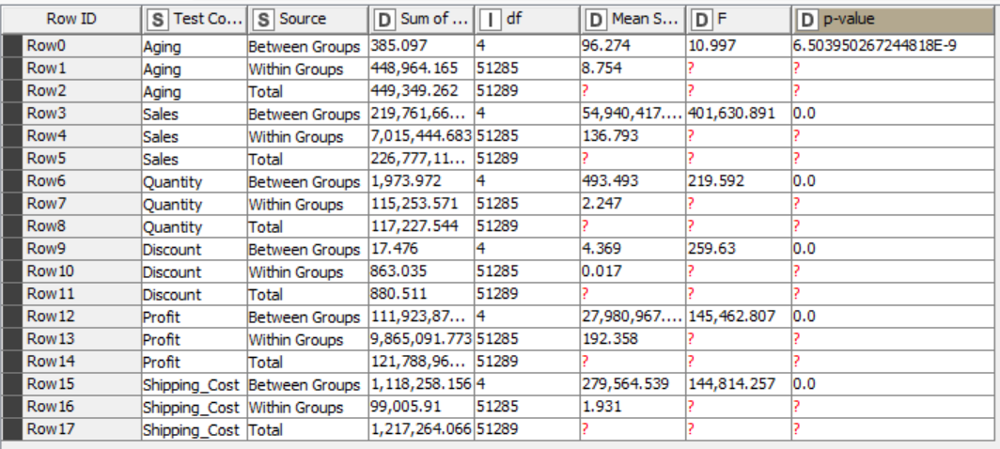 Row ID S Test Co... S Source D Sum of ... I df D Mean S... D F D p-value
Row0 Aging Between Groups 385.097 4 96.274 10.997 6.503950267244818E-9
Row1 Aging Within Groups 448,964.165 51285 8.754 ? ?
Row2 Aging Total 449,349.262 51289 ? ? ?
Row3 Sales Between Groups 219,761,66... 4 54,940,417.... 401,630.891 0.0
Row4 Sales Within Groups 7,015,444.683 51285 136.793 ? ?
Row5 Sales Total 226,777,11... 51289 ? ? ?
Row6 Quantity Between Groups 1,973.972 4 493.493 219.592 0.0
Row7 Quantity Within Groups 115,253.571 51285 2.247 ? ?
Row8 Quantity Total 117,227.544 51289 ? ? ?
Row9 Discount Between Groups 17.476 4 4.369 259.63 0.0
Row10 Discount Within Groups 863.035 51285 0.017 ? ?
Row11 Discount Total 880.511 51289 ? ? ?
Row12 Profit Between Groups 111,923,87... 4 27,980,967.... 145,462.807 0.0
Row13 Profit Within Groups 9,865,091.773 51285 192.358 ? ?
Row14 Profit Total 121,788,96... 51289 ? ? ?
Row15 Shipping_Cost Between Groups 1,118,258.156 4 279,564.539 144,814.257 0.0
Row16 Shipping_Cost Within Groups 99,005.91 51285 1.931 ? ?
Row17 Shipping_Cost Total 1,217,264.066 51289 ? ? ?